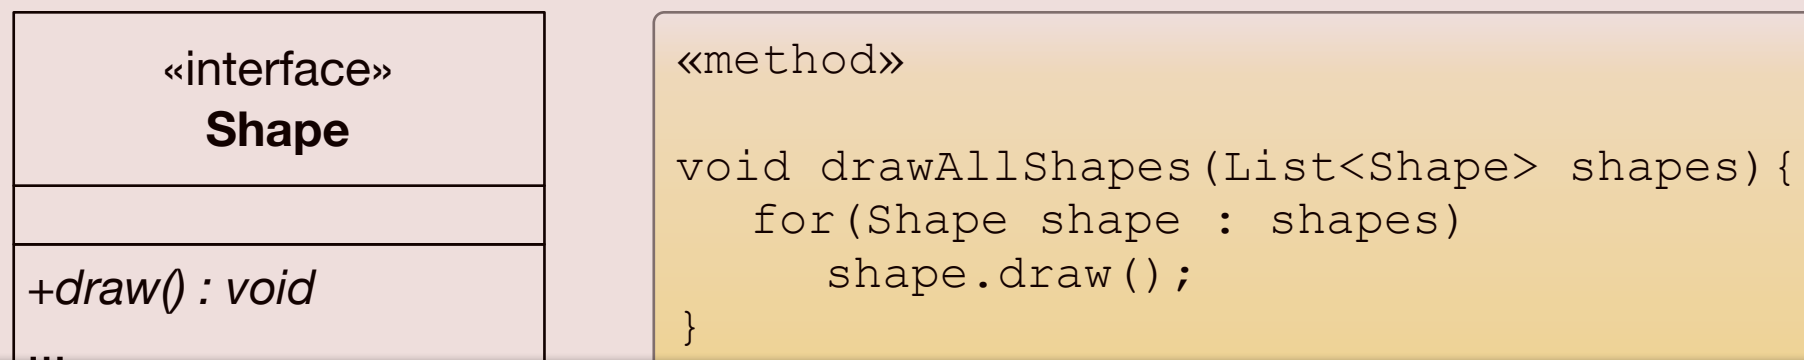 «interface»
Shape
+draw() : void
...
«method»
void drawAllShapes(List<Shape> shapes){
for(Shape shape : shapes)
shape.draw();
}